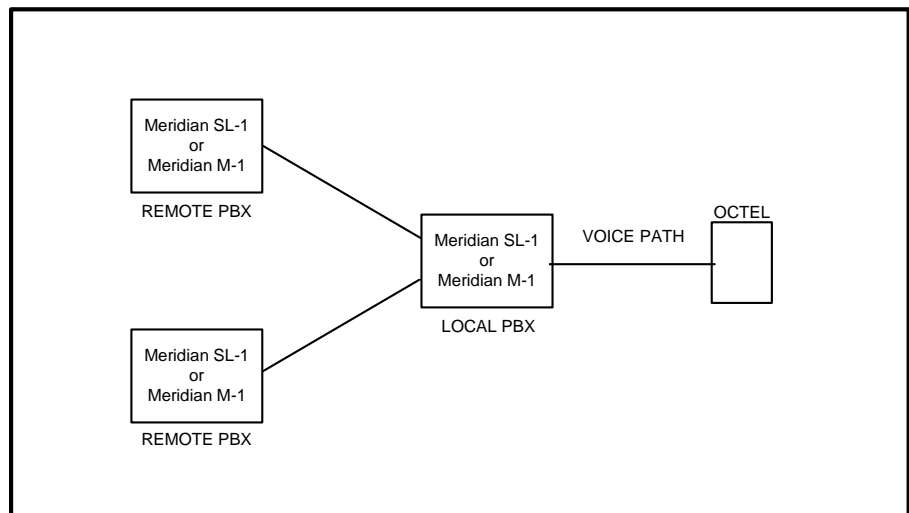 Meridian SL-1
or
Meridian M-1
REMOTE PBX
Meridian SL-1
or
Meridian M-1
LOCAL PBX
VOICE PATH
OCTEL
Meridian SL-1
or
Meridian M-1
REMOTE PBX